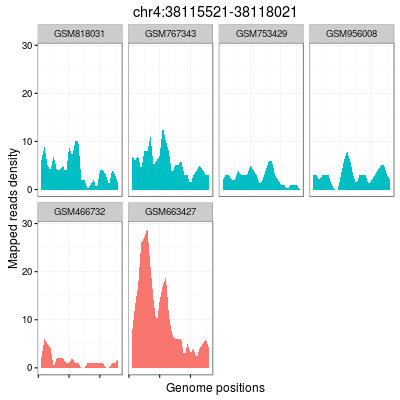 chr4:38115521-38118021
GSM818031 GSM767343 GSM753429 GSM956008
30
20
10
0
GSM466732 GSM663427
30
20
10
0
Mapped reads density
Genome positions